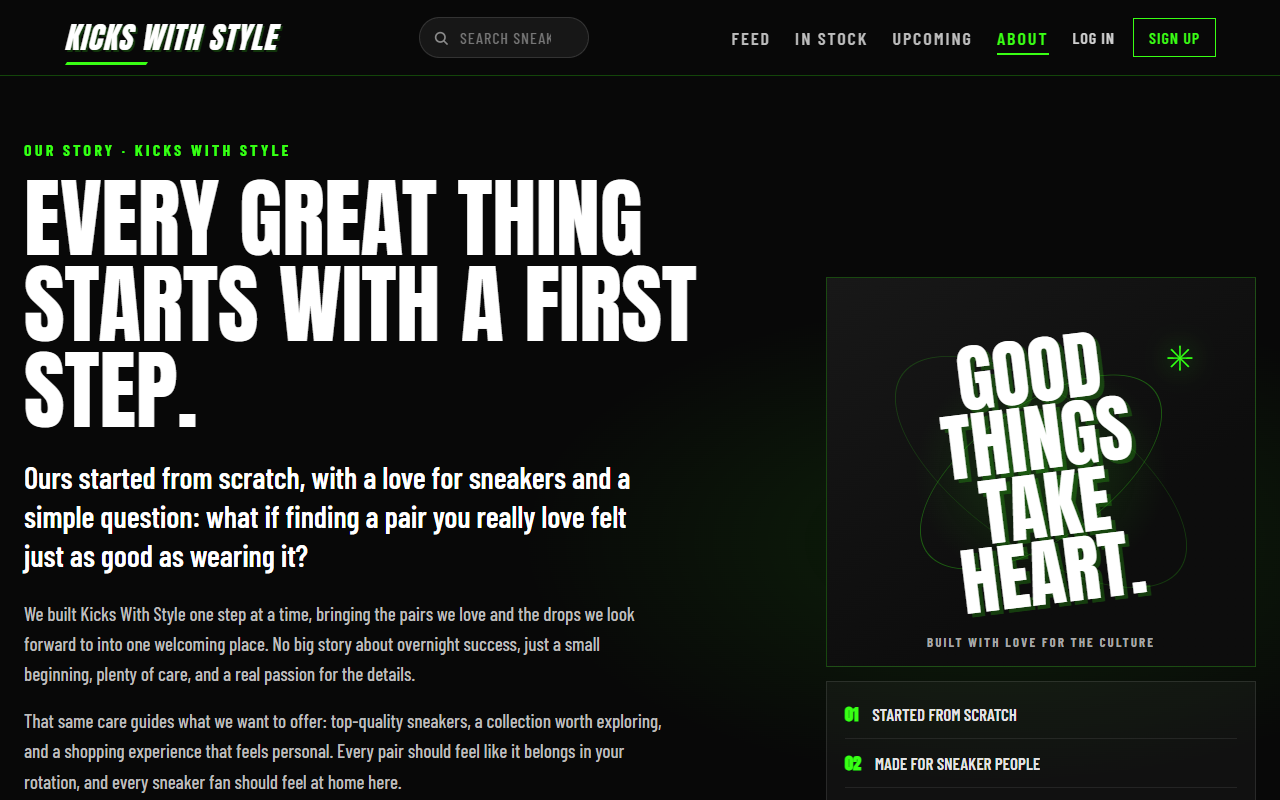 KICKS WITH STYLE
SEARCH SNEAK
FEED
IN STOCK
UPCOMING
ABOUT
LOG IN
SIGN UP
OUR STORY · KICKS WITH STYLE
EVERY GREAT THING
STARTS WITH A FIRST
STEP.
Ours started from scratch, with a love for sneakers and a
simple question: what if finding a pair you really love felt
just as good as wearing it?
We built Kicks With Style one step at a time, bringing the pairs we love and the drops we look
forward to into one welcoming place. No big story about overnight success, just a small
beginning, plenty of care, and a real passion for the details.
That same care guides what we want to offer: top-quality sneakers, a collection worth exploring,
and a shopping experience that feels personal. Every pair should feel like it belongs in your
rotation, and every sneaker fan should feel at home here.
GOOD
THINGS
TAKE
HEART.
BUILT WITH LOVE FOR THE CULTURE
01 STARTED FROM SCRATCH
02 MADE FOR SNEAKER PEOPLE